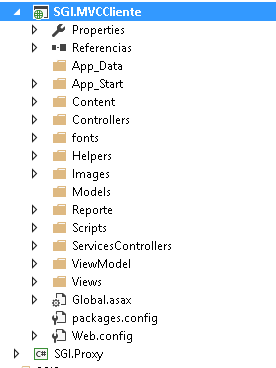 SGI.MVCCliente
Properties
Referencias
App_Data
App_Start
Content
Controllers
fonts
Helpers
Images
Models
Reporte
Scripts
ServicesControllers
ViewModel
Views
Global.asax
packages.config
Web.config
C# SGI.Proxy